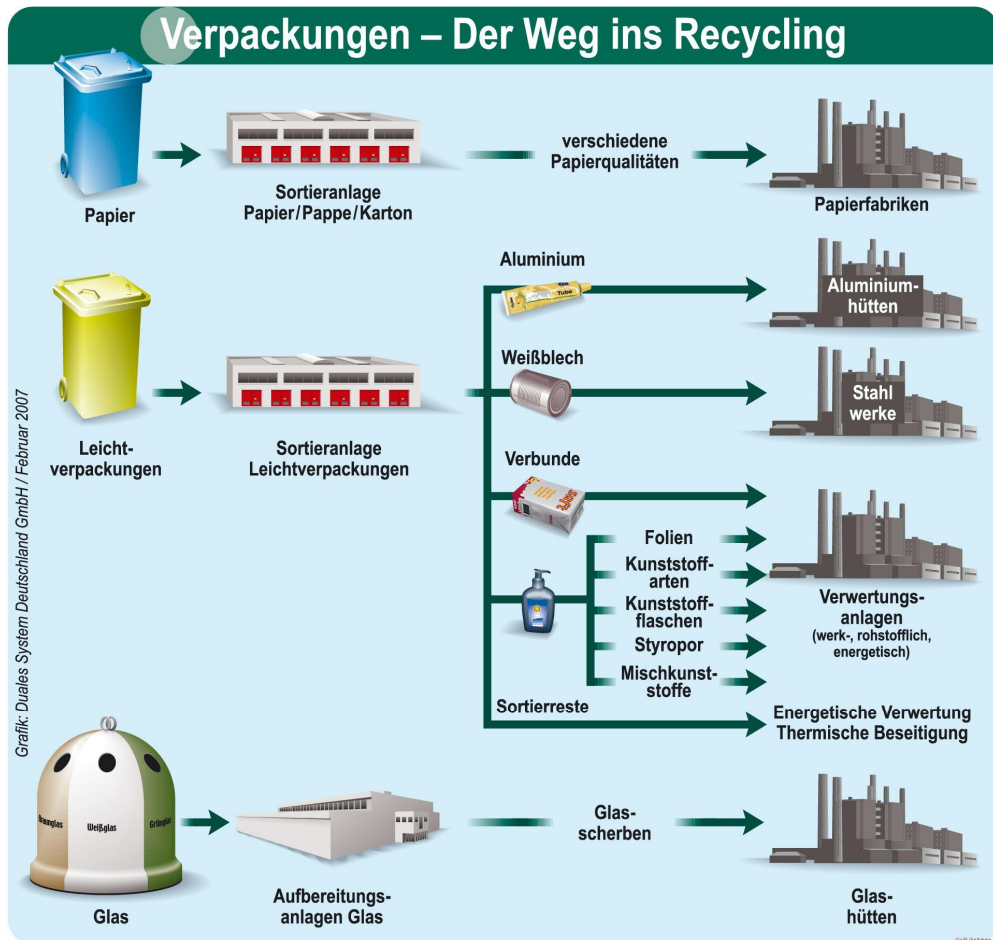 Verpackungen – Der Weg ins Recycling
Papier
Sortieranlage
Papier/Pappe/Karton
verschiedene
Papierqualitäten
Papierfabriken
Leicht-
verpackungen
Sortieranlage
Leichtverpackungen
Aluminium
Tube
Aluminium-
hütten
Weißblech
Stahl
werke
Verbunde
Folien
Kunststoff-
arten
Kunststoff-
flaschen
Styropor
Mischkunst-
stoffe
Verwertungs-
anlagen
(werk-, rohstofflich,
energetisch)
Sortierreste
Energetische Verwertung
Thermische Beseitigung
Braunglas
Weißglas
Grünglas
Glas
Aufbereitungs-
anlagen Glas
Glas-
scherben
Glas-
hütten
Grafik: Duales System Deutschland GmbH / Februar 2007